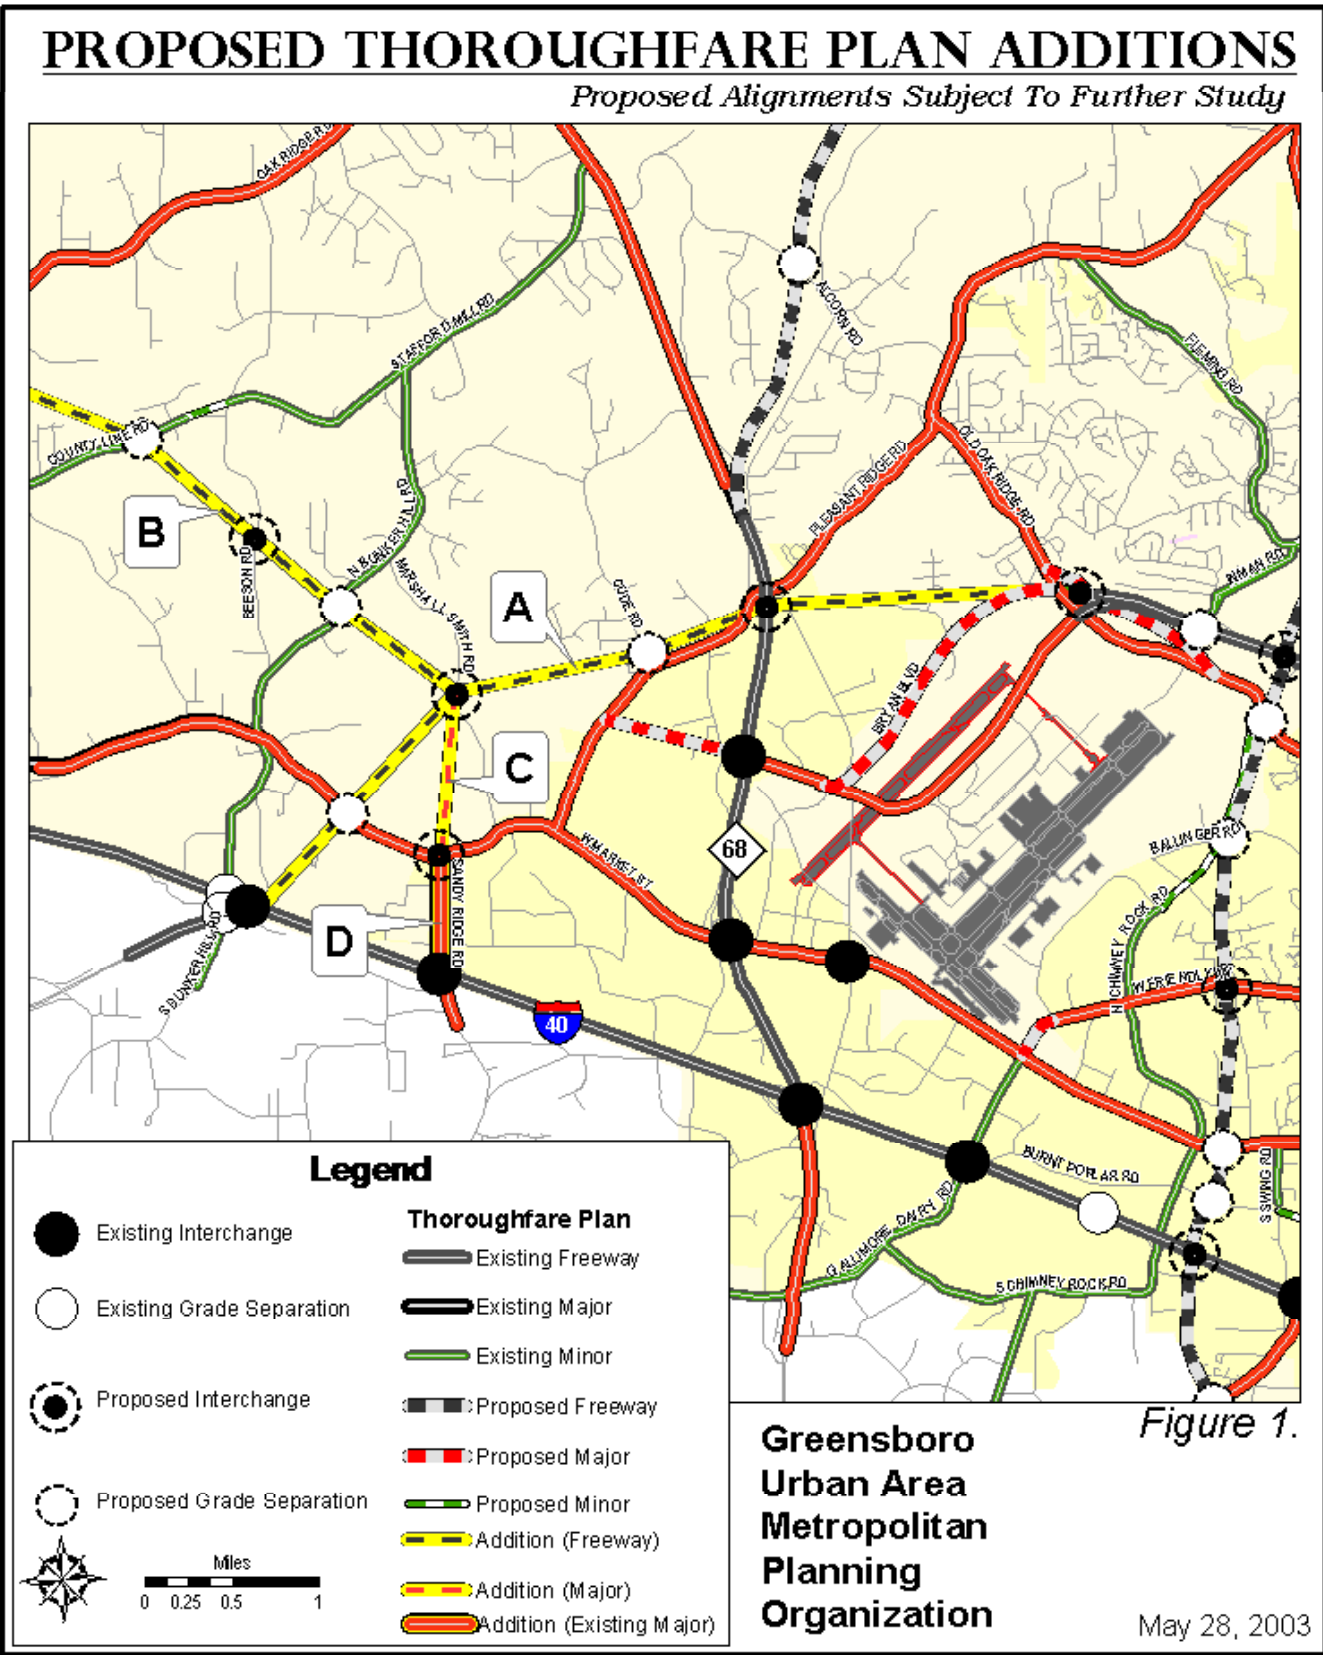 PROPOSED THOROUGHFARE PLAN ADDITIONS
Proposed Alignments Subject To Further Study
OAK RIDGE RD
ALCORN RD
STAFFORD MILL RD
FLEMING RD
COUNTY LINE RD
PLEASANT RIDGE RD
OLD OAK RIDGE RD
B
N BUNKER HILL RD
BEESON RD
MARSHALL SMITH RD
A
CUDE RD
INMAN RD
BRYAN BLVD
C
68
W MARKET ST
BALLINGER RD
SANDY RIDGE RD
D
N CHIMNEY ROCK RD
S BUNKER HILL RD
W FRIENDLY AV
40
BURNT POPLAR RD
S SWING RD
GALLIMORE DAIRY RD
S CHIMNEY ROCK RD
Legend
Existing Interchange
Existing Grade Separation
Proposed Interchange
Proposed Grade Separation
Miles
0 0.25 0.5 1
Thoroughfare Plan
Existing Freeway
Existing Major
Existing Minor
Proposed Freeway
Proposed Major
Proposed Minor
Addition (Freeway)
Addition (Major)
Addition (Existing Major)
Figure 1.
Greensboro
Urban Area
Metropolitan
Planning
Organization
May 28, 2003